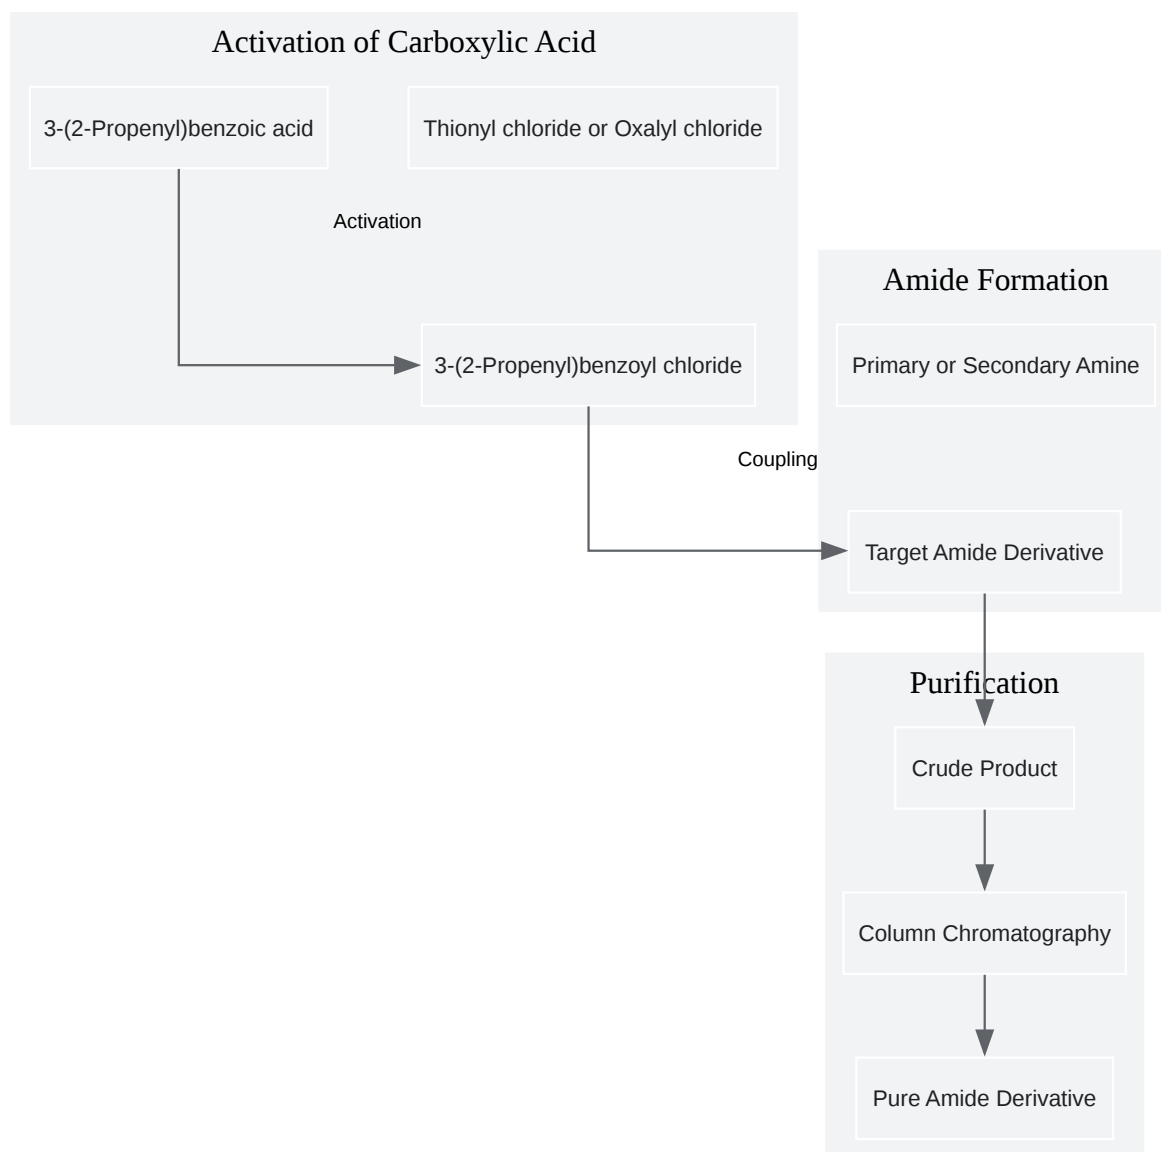 Activation of Carboxylic Acid
3-(2-Propenyl)benzoic acid
Thionyl chloride or Oxalyl chloride
Activation
3-(2-Propenyl)benzoyl chloride
Amide Formation
Primary or Secondary Amine
Coupling
Target Amide Derivative
Purification
Crude Product
Column Chromatography
Pure Amide Derivative